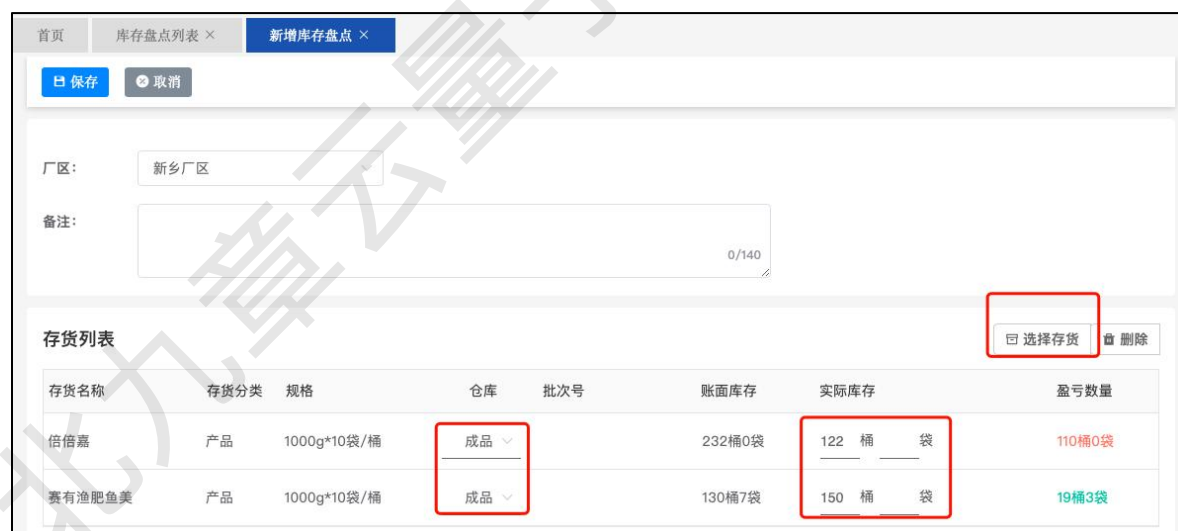 首页 库存盘点列表 × 新增库存盘点 ×
保存 取消
厂区： 新乡厂区
备注：
0/140
存货列表 选择存货 删除
存货名称 存货分类 规格 仓库 批次号 账面库存 实际库存 盈亏数量
倍倍嘉 产品 1000g*10袋/桶 成品 232桶0袋 122 桶 袋 110桶0袋
赛有渔肥鱼美 产品 1000g*10袋/桶 成品 130桶7袋 150 桶 袋 19桶3袋
北九章云量子